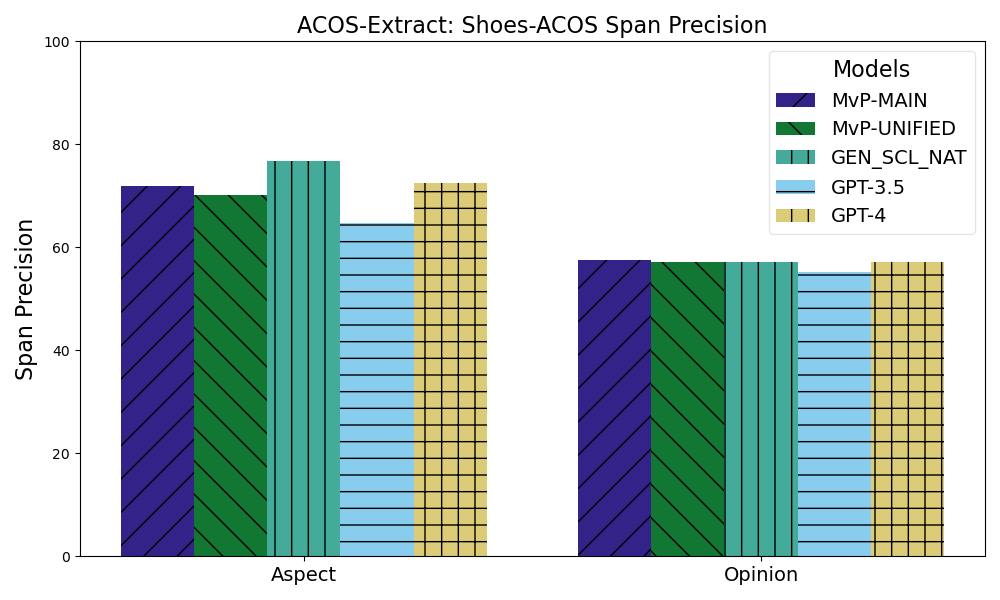 ACOS-Extract: Shoes-ACOS Span Precision
100
80
60
40
20
0
Span Precision
Models
MvP-MAIN
MvP-UNIFIED
GEN_SCL_NAT
GPT-3.5
GPT-4
Aspect
Opinion